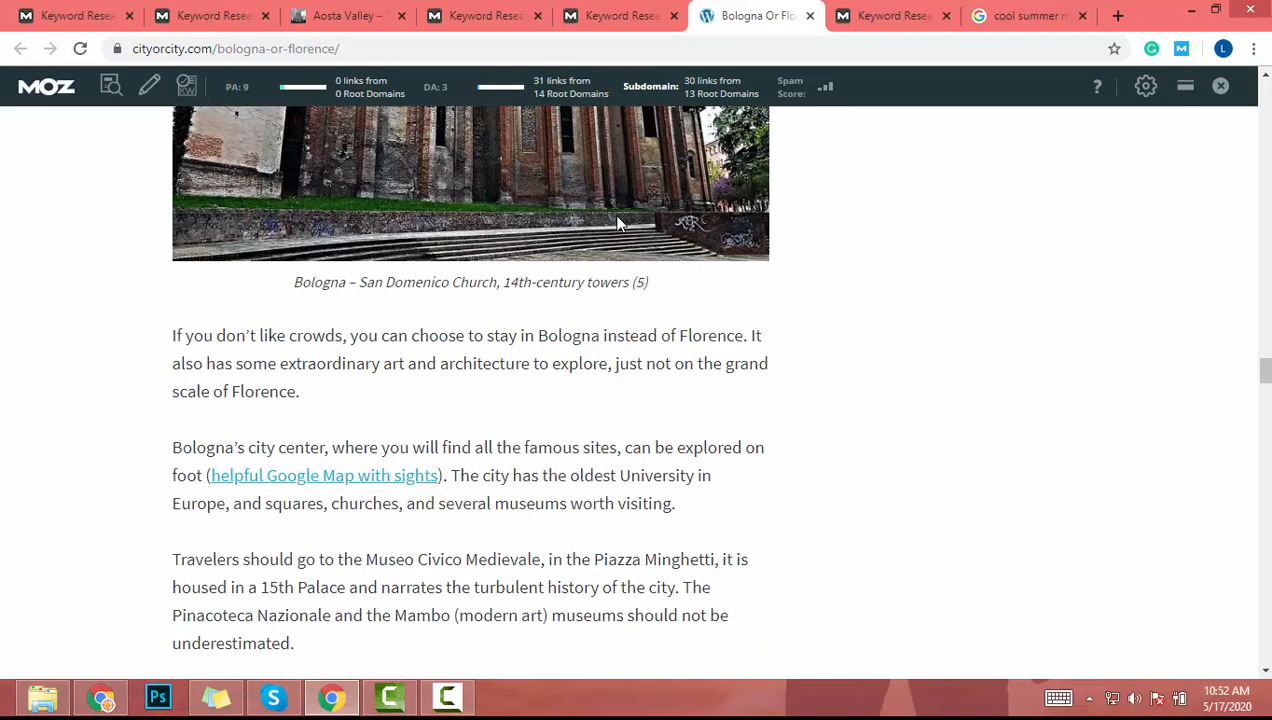 Keyword Resea
Keyword Resea
Aosta Valley –
Keyword Resea
Keyword Resea
Bologna Or Flo
Keyword Resea
cool summer m
cityorcity.com/bologna-or-florence/
L
MOZ
PA: 9
0 links from
0 Root Domains
DA: 3
31 links from
14 Root Domains
Subdomain:
30 links from
13 Root Domains
Spam
Score:
?
Bologna – San Domenico Church, 14th-century towers (5)
If you don’t like crowds, you can choose to stay in Bologna instead of Florence. It
also has some extraordinary art and architecture to explore, just not on the grand
scale of Florence.
Bologna’s city center, where you will find all the famous sites, can be explored on
foot (helpful Google Map with sights). The city has the oldest University in
Europe, and squares, churches, and several museums worth visiting.
Travelers should go to the Museo Civico Medievale, in the Piazza Minghetti, it is
housed in a 15th Palace and narrates the turbulent history of the city. The
Pinacoteca Nazionale and the Mambo (modern art) museums should not be
underestimated.
Ps
10:52 AM
5/17/2020